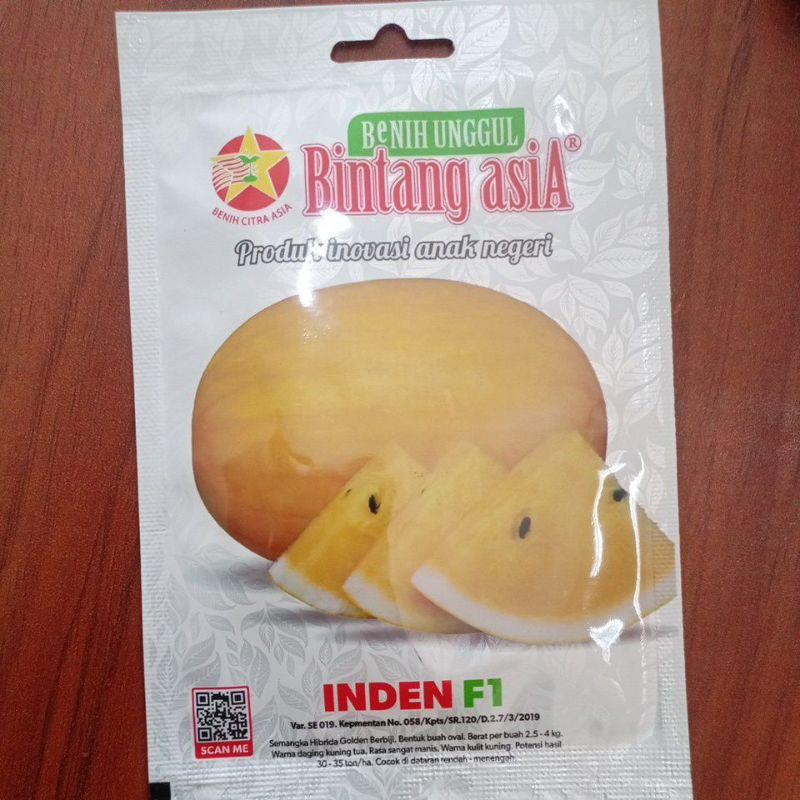 BeNIH UNGGUL
Bintang asiA®
BENIH CITRA ASIA
Produk inovasi anak negeri
INDEN F1
Var. SE 019. Kepmentan No. 058/Kpts/SR.120/D.2.7/3/2019
Semangka Hibrida Golden Berbiji. Bentuk buah oval. Berat per buah 2.5 - 4 kg.
Warna daging kuning tua. Rasa sangat manis. Warna kulit kuning. Potensi hasil
30 - 35 ton/ha. Cocok di dataran rendah - menengah.
SCAN ME